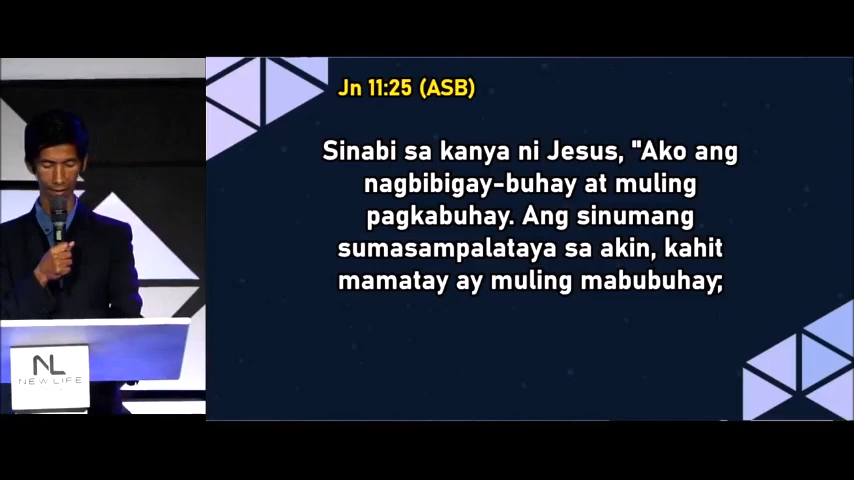 Jn 11:25 (ASB)
Sinabi sa kanya ni Jesus, "Ako ang
nagbibigay-buhay at muling
pagkabuhay. Ang sinumang
sumasampalataya sa akin, kahit
mamatay ay muling mabubuhay;
NL
NEW LIFE